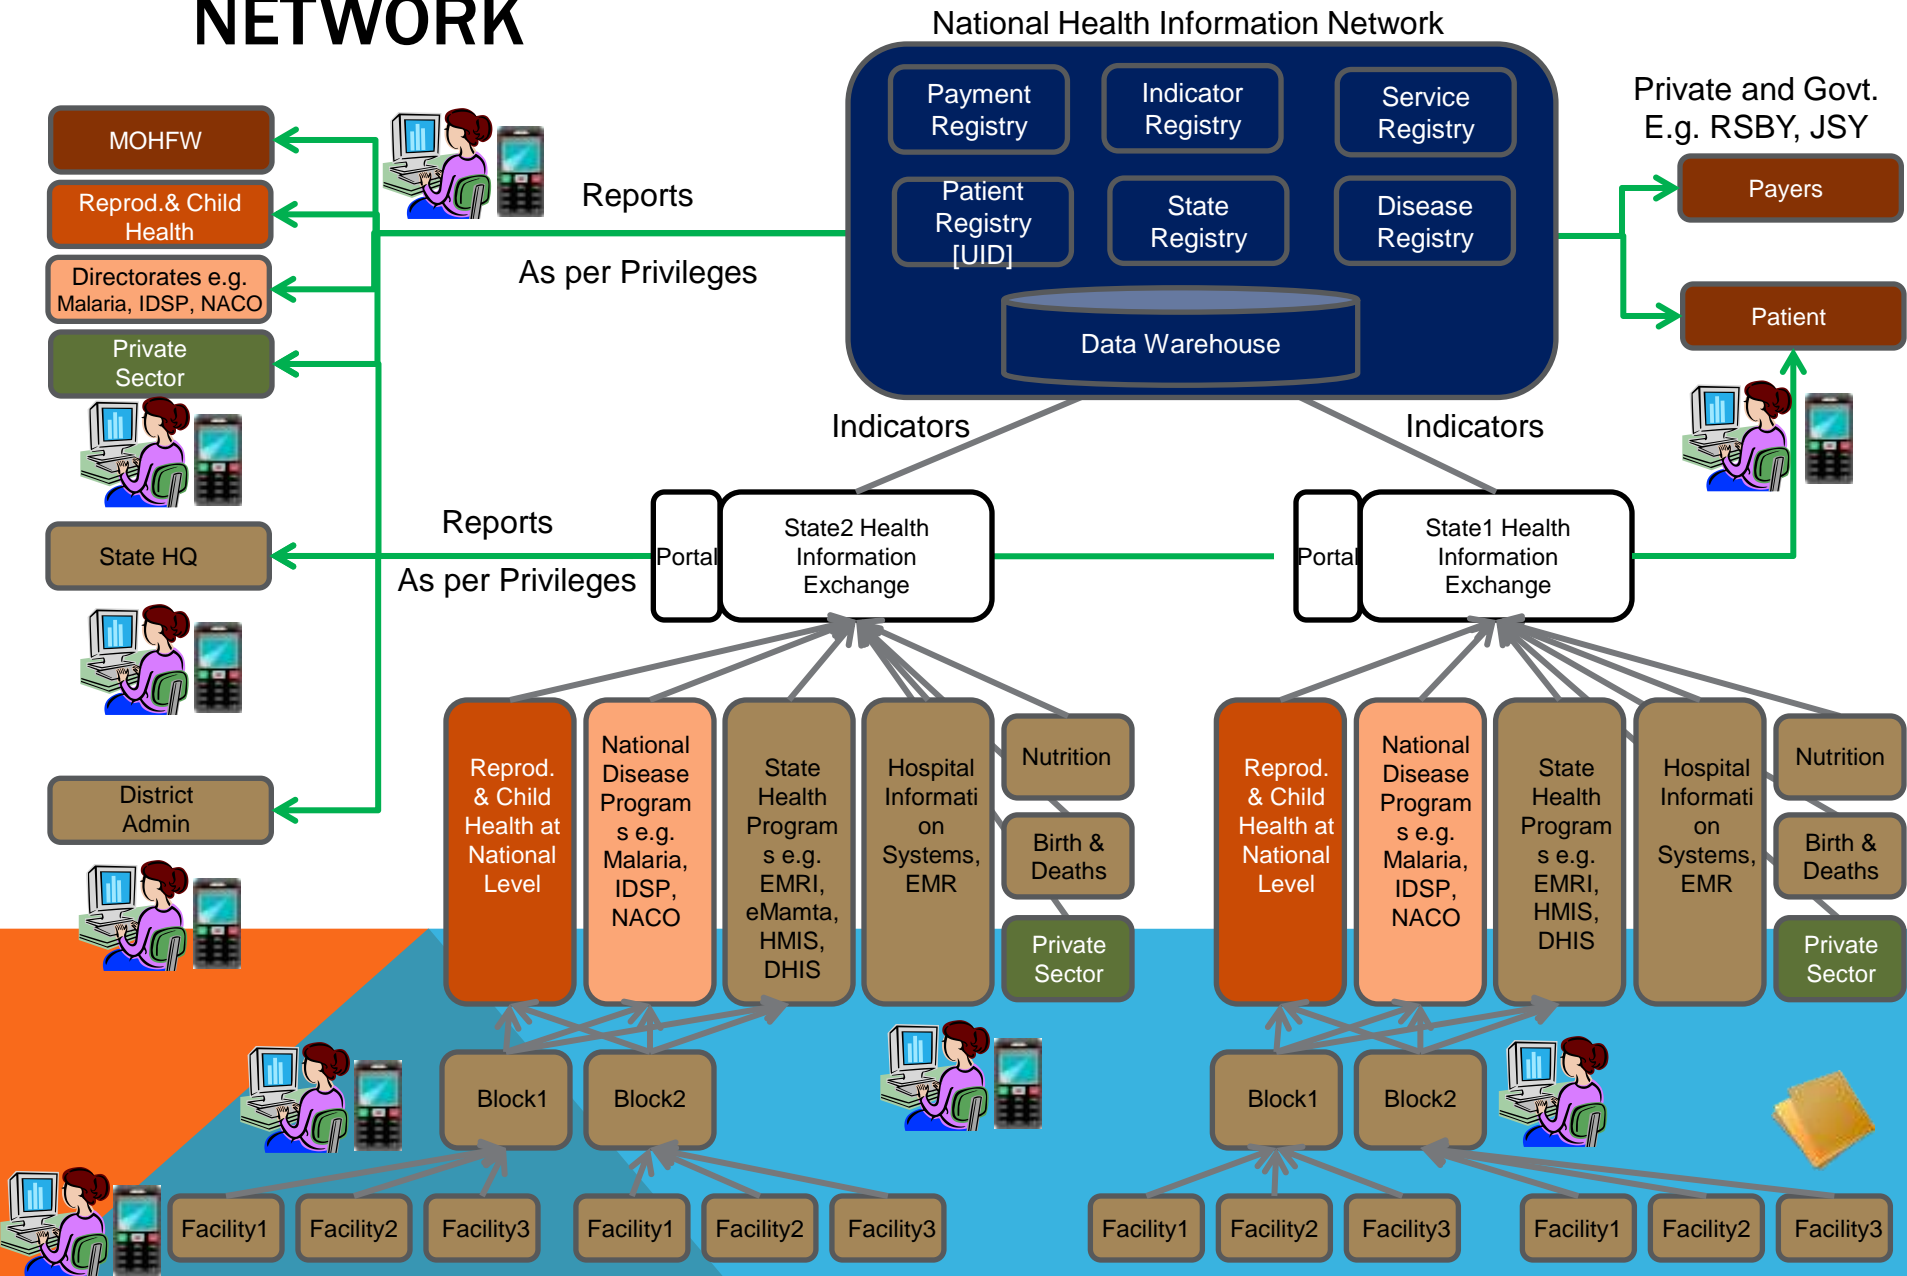 NETWORK
National Health Information Network
Payment
Registry
Indicator
Registry
Service
Registry
Patient
Registry
[UID]
State
Registry
Disease
Registry
Data Warehouse
Private and Govt.
E.g. RSBY, JSY
Payers
Patient
MOHFW
Reprod.& Child
Health
Directorates e.g.
Malaria, IDSP, NACO
Private
Sector
State HQ
District
Admin
Reports
As per Privileges
Indicators
Indicators
Reports
As per Privileges
Portal
State2 Health
Information
Exchange
Portal
State1 Health
Information
Exchange
Reprod.
& Child
Health at
National
Level
National
Disease
Program
s e.g.
Malaria,
IDSP,
NACO
State
Health
Program
s e.g.
EMRI,
eMamta,
HMIS,
DHIS
Hospital
Informati
on
Systems,
EMR
Nutrition
Birth &
Deaths
Private
Sector
Reprod.
& Child
Health at
National
Level
National
Disease
Program
s e.g.
Malaria,
IDSP,
NACO
State
Health
Program
s e.g.
EMRI,
HMIS,
DHIS
Hospital
Informati
on
Systems,
EMR
Nutrition
Birth &
Deaths
Private
Sector
Block1
Block2
Block1
Block2
Facility1
Facility2
Facility3
Facility1
Facility2
Facility3
Facility1
Facility2
Facility3
Facility1
Facility2
Facility3